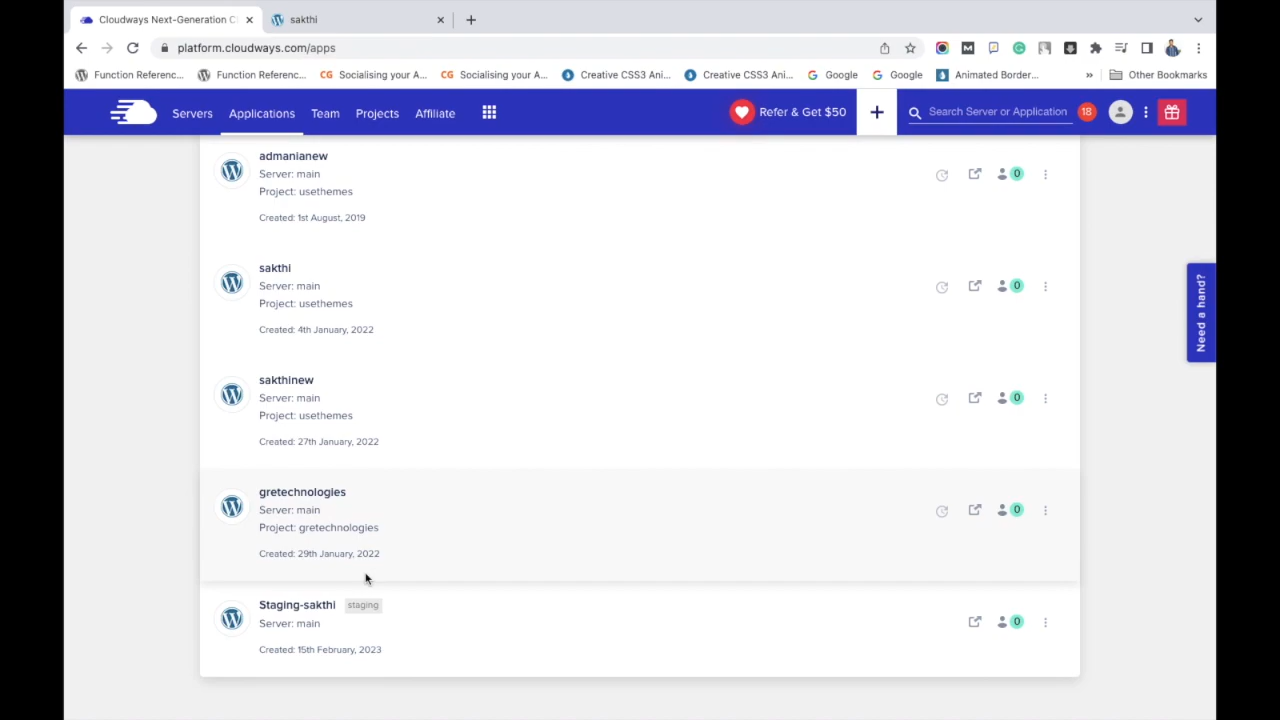 Cloudways Next-Generation C
sakthi
platform.cloudways.com/apps
Function Referenc...
Function Referenc...
CG Socialising your A...
CG Socialising your A...
Creative CSS3 Ani...
Creative CSS3 Ani...
Google
Google
Animated Border...
»
Other Bookmarks
Servers
Applications
Team
Projects
Affiliate
Refer & Get $50
+
Search Server or Application
18
admanianew
Server: main
Project: usethemes
Created: 1st August, 2019
0
sakthi
Server: main
Project: usethemes
Created: 4th January, 2022
0
sakthinew
Server: main
Project: usethemes
Created: 27th January, 2022
0
gretechnologies
Server: main
Project: gretechnologies
Created: 29th January, 2022
0
Staging-sakthi staging
Server: main
Created: 15th February, 2023
0
Need a hand?